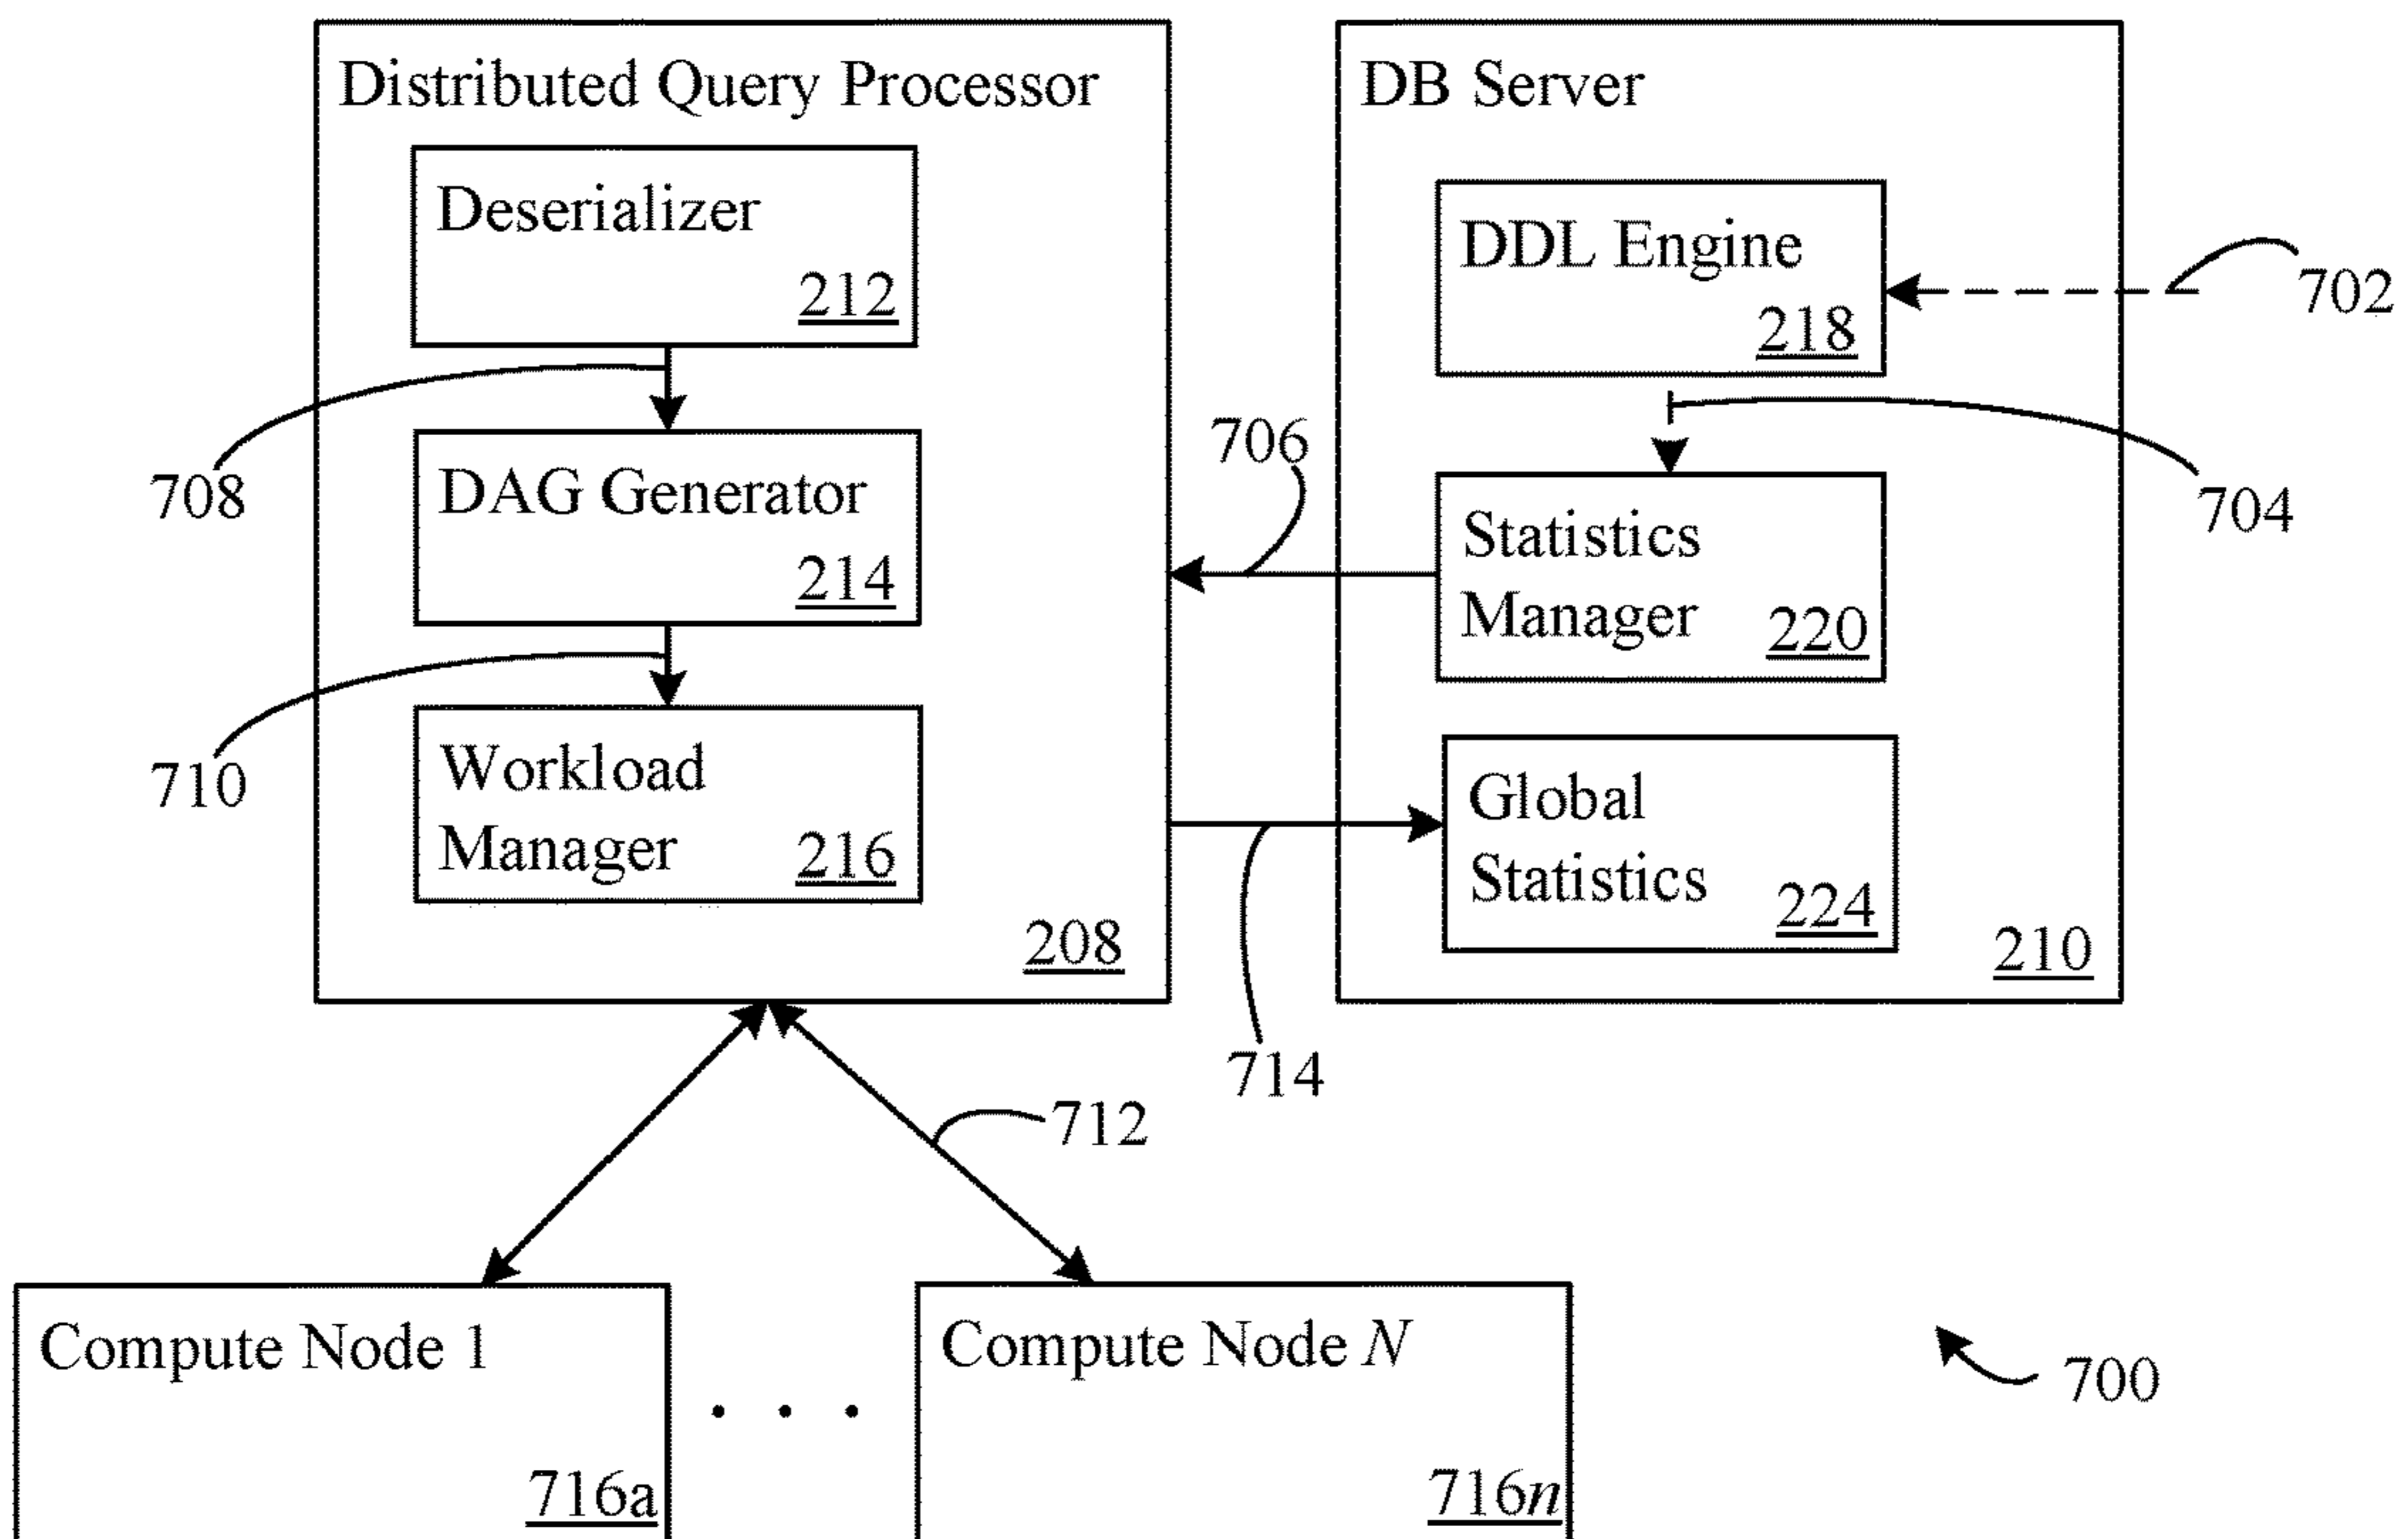 Distributed Query Processor
Deserializer
212
708
DAG Generator
214
710
Workload
Manager
216
208
DB Server
DDL Engine
218
702
704
706
Statistics
Manager
220
Global
Statistics
224
210
714
712
Compute Node 1
716a
. . .
Compute Node N
716n
700